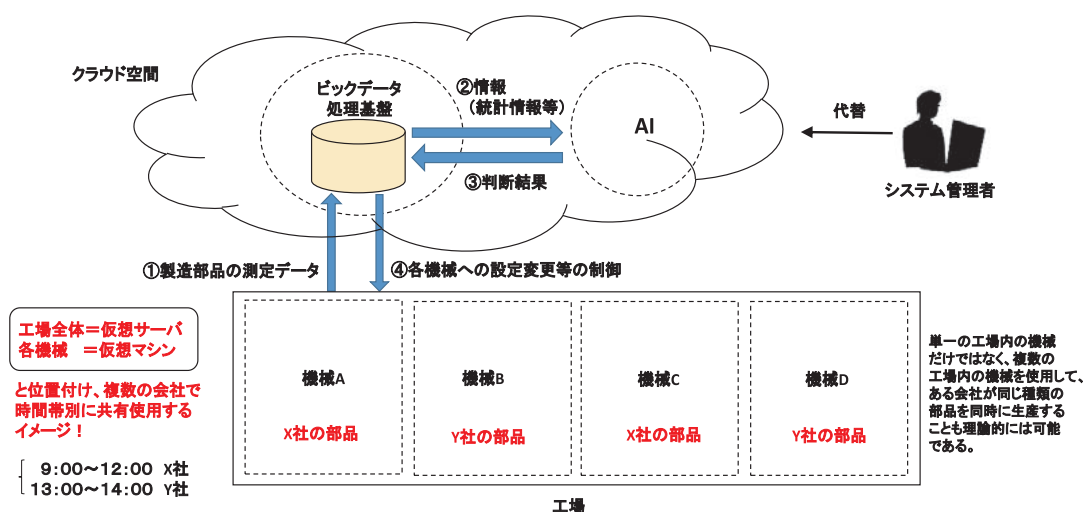 クラウド空間
ビックデータ
処理基盤
②情報
(統計情報等)
AI
代替
③判断結果
システム管理者
①製造部品の測定データ
④各機械への設定変更等の制御
工場全体=仮想サーバ
各機械 =仮想マシン
と位置付け、複数の会社で
時間帯別に共有使用する
イメージ!
9:00~12:00 X社
13:00~14:00 Y社
機械A
X社の部品
機械B
Y社の部品
機械C
X社の部品
機械D
Y社の部品
単一の工場内の機械
だけではなく、複数の
工場内の機械を使用して、
ある会社が同じ種類の
部品を同時に生産する
ことも理論的には可能
である。
工場